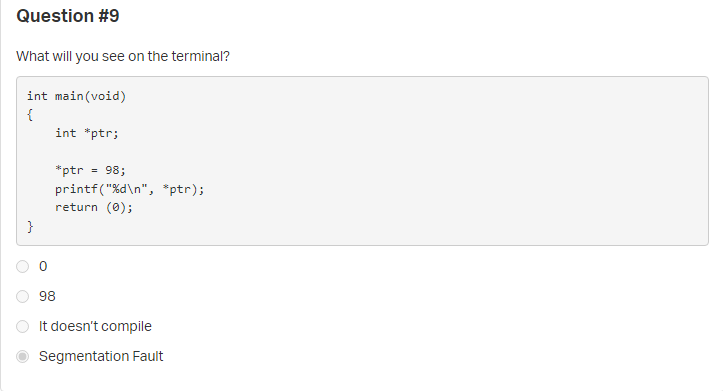 Question #9
What will you see on the terminal?
int main(void)
{
    int *ptr;

    *ptr = 98;
    printf("%d\n", *ptr);
    return (0);
}
0
98
It doesn't compile
Segmentation Fault